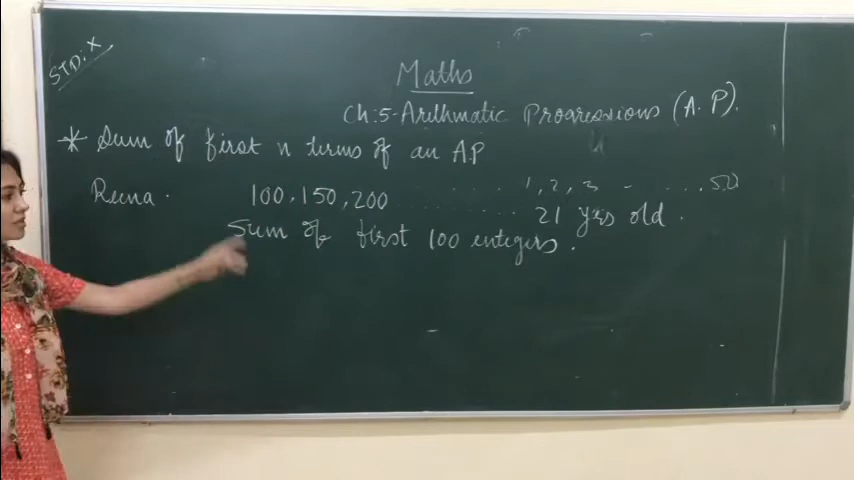 STD: X
Maths
Ch:5-Arithmatic Progressions (A.P).
* Sum of first n terms of an AP
1, 2, 3 - ....50
Reena. 100, 150, 200 ............ 21 yrs old.
Sum of first 100 integers.